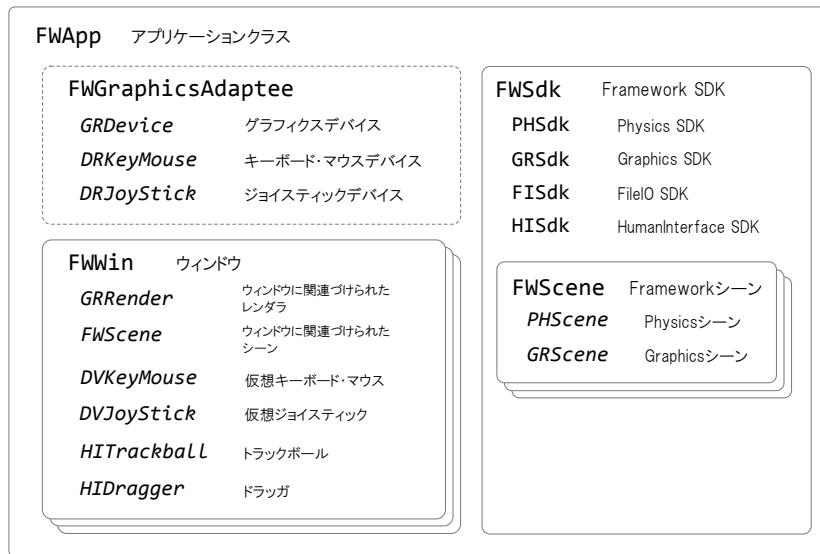 FWApp アプリケーションクラス
FWGraphicsAdaptee
GRDevice グラフィクスデバイス
DRKeyMouse キーボード・マウスデバイス
DRJoyStick ジョイスティックデバイス
FWWin ウィンドウ
GRRender ウィンドウに関連づけられた
レンダラ
FWScene ウィンドウに関連づけられた
シーン
DVKeyMouse 仮想キーボード・マウス
DVJoyStick 仮想ジョイスティック
HITrackball トラックボール
HIDragger ドラッガ
FWSdk Framework SDK
PHSdk Physics SDK
GRSdk Graphics SDK
FISdk FileIO SDK
HISdk HumanInterface SDK
FWScene Frameworkシーン
PHScene Physicsシーン
GRScene Graphicsシーン